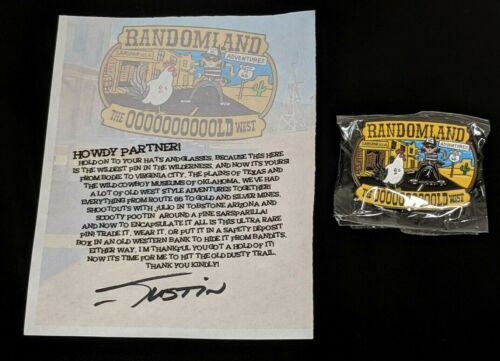 RANDOMLAND
ADVENTURES
THE OOOOOOOOOOLD WEST
HOWDY PARTNER!
HOLD ON TO YOUR HATS AND GLASSES, BECAUSE THIS HERE
IS THE WILDEST PIN IN THE WILDERNESS, AND NOW IT'S YOURS!
FROM BODIE TO VIRGINIA CITY, THE PLAINS OF TEXAS AND
THE WILD COWBOY MUSEUMS OF OKLAHOMA, WE'VE HAD
A LOT OF OLD WEST STYLE ADVENTURES TOGETHER!
EVERYTHING FROM ROUTE 66 TO GOLD AND SILVER MINES,
SHOOTOUTS WITH JULIO IN TOBSTONE ARIZONA AND
SCOOTY POOTIN' AROUND A FINE SARSPARILLA!
AND NOW TO ENCAPSULATE IT ALL IS THIS ULTRA RARE
PIN! TRADE IT, WEAR IT, OR PUT IT IN A SAFETY DEPOSIT
BOX IN AN OLD WESTERN BANK TO HIDE IT FROM BANDITS.
EITHER WAY, I'M THANKFUL YOU GOT A HOLD OF IT!
NOW IT'S TIME FOR ME TO HIT THE OLD DUSTY TRAIL,
THANK YOU KINDLY!
JUSTIN
RANDOMLAND
ADVENTURES
THE OOOOOOOOOOLD WEST